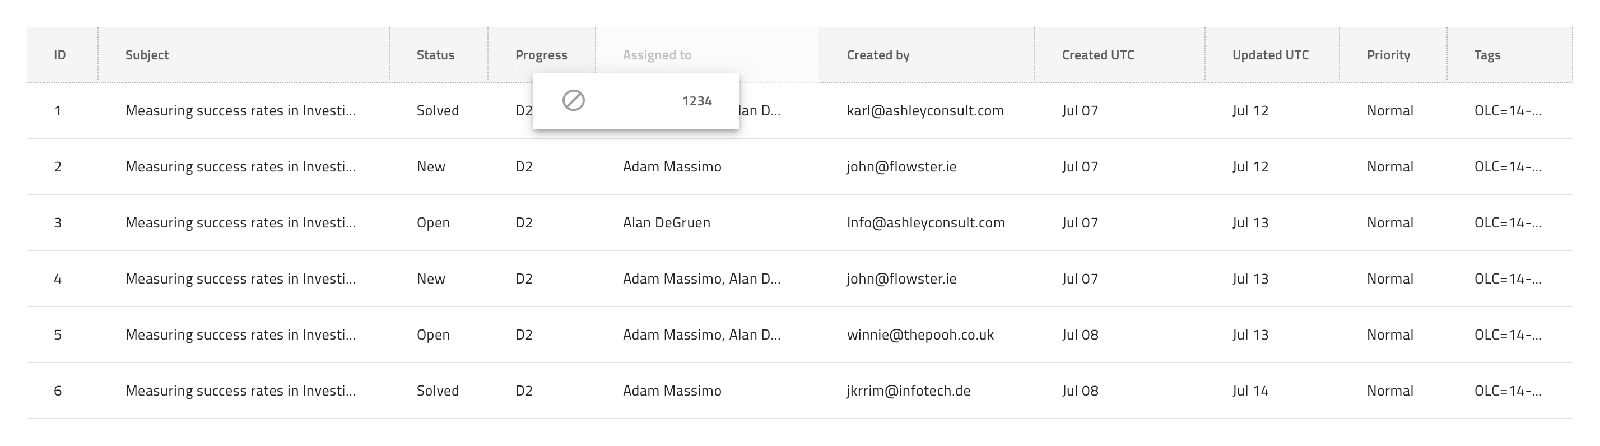 ID Subject Status Progress Assigned to Created by Created UTC Updated UTC Priority Tags
1234
1 Measuring success rates in Investi... Solved D2 lan D... karl@ashleyconsult.com Jul 07 Jul 12 Normal OLC=14-...
2 Measuring success rates in Investi... New D2 Adam Massimo john@flowster.ie Jul 07 Jul 12 Normal OLC=14-...
3 Measuring success rates in Investi... Open D2 Alan DeGruen Info@ashleyconsult.com Jul 07 Jul 13 Normal OLC=14-...
4 Measuring success rates in Investi... New D2 Adam Massimo, Alan D... john@flowster.ie Jul 07 Jul 13 Normal OLC=14-...
5 Measuring success rates in Investi... Open D2 Adam Massimo, Alan D... winnie@thepooh.co.uk Jul 08 Jul 13 Normal OLC=14-...
6 Measuring success rates in Investi... Solved D2 Adam Massimo jkrrim@infotech.de Jul 08 Jul 14 Normal OLC=14-...